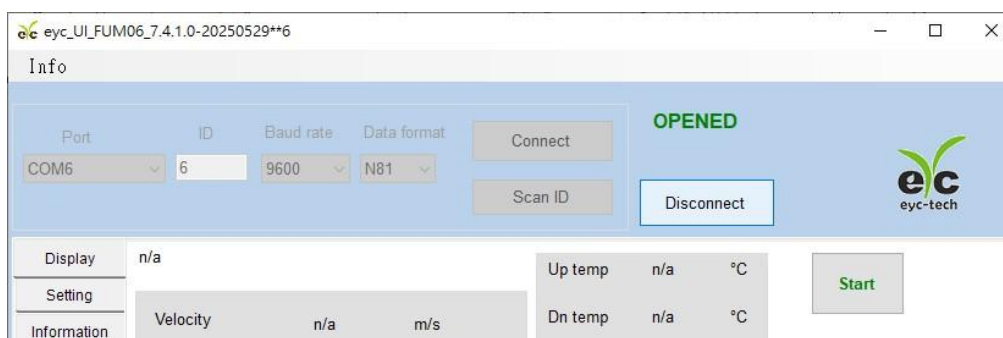 eyc_UI_FUM06_7.4.1.0-20250529**6
Info
Port ID Baud rate Data format
COM6 6 9600 N81
Connect
Scan ID
OPENED
Disconnect
eyc
eyc-tech
Display
Setting
Information
n/a
Velocity n/a m/s
Up temp n/a °C
Dn temp n/a °C
Start